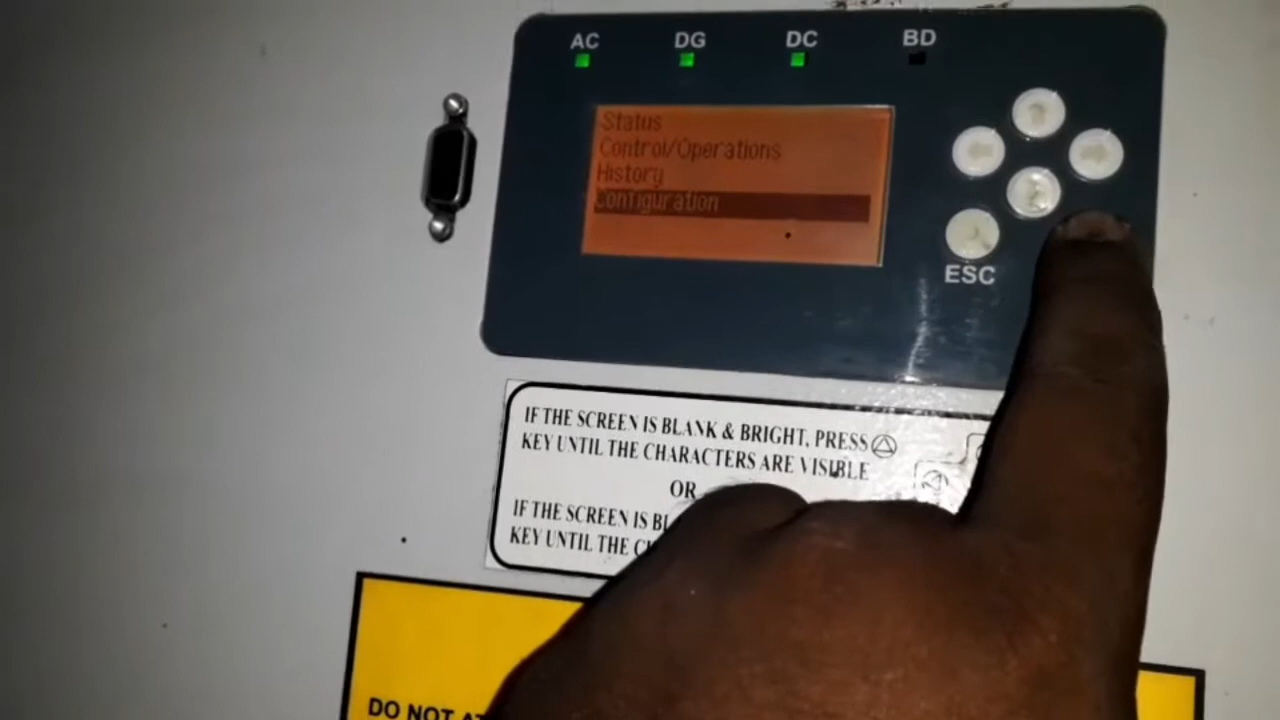 AC DG DC BD
Status
Control/Operations
History
Configuration
ESC
IF THE SCREEN IS BLANK & BRIGHT, PRESS
KEY UNTIL THE CHARACTERS ARE VISIBLE
OR
IF THE SCREEN IS
KEY UNTIL THE
DO NOT